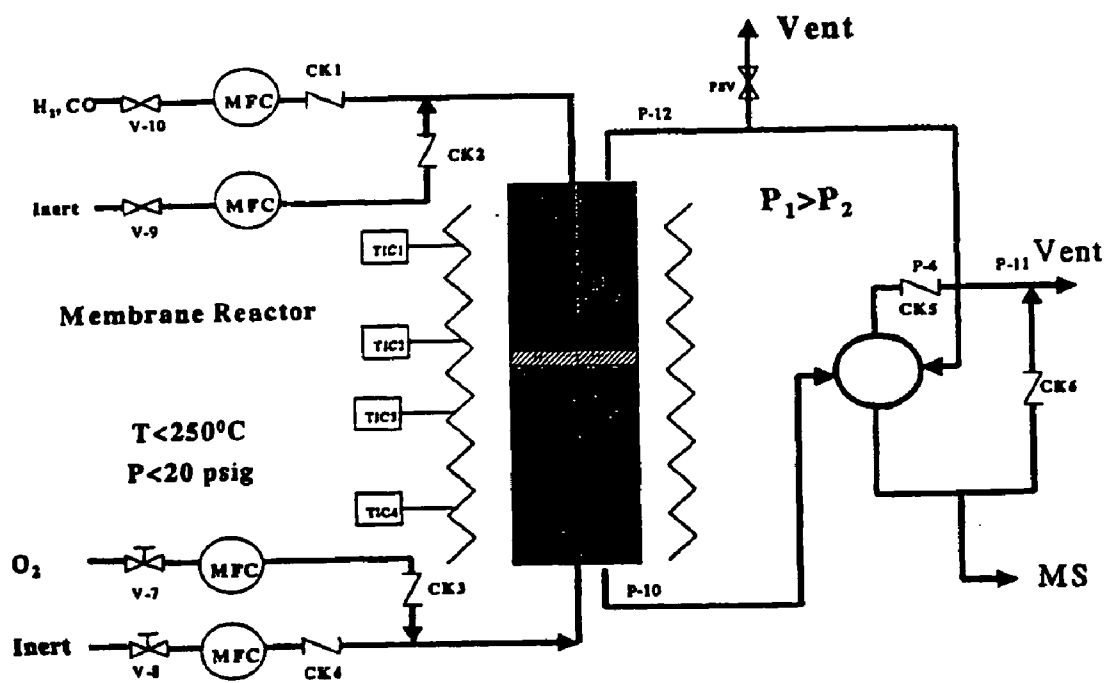 Vent
CK1
PSV
H₂, CO
MFC
V-10
P-12
CK2
Inert
MFC
V-9
P₁>P₂
TIC1
Vent
P-4
P-11
CK5
Membrane Reactor
TIC2
CK6
TIC3
T<250⁰C
P<20 psig
TIC4
O₂
MFC
V-7
CK3
P-10
MS
Inert
MFC
V-8
CK4